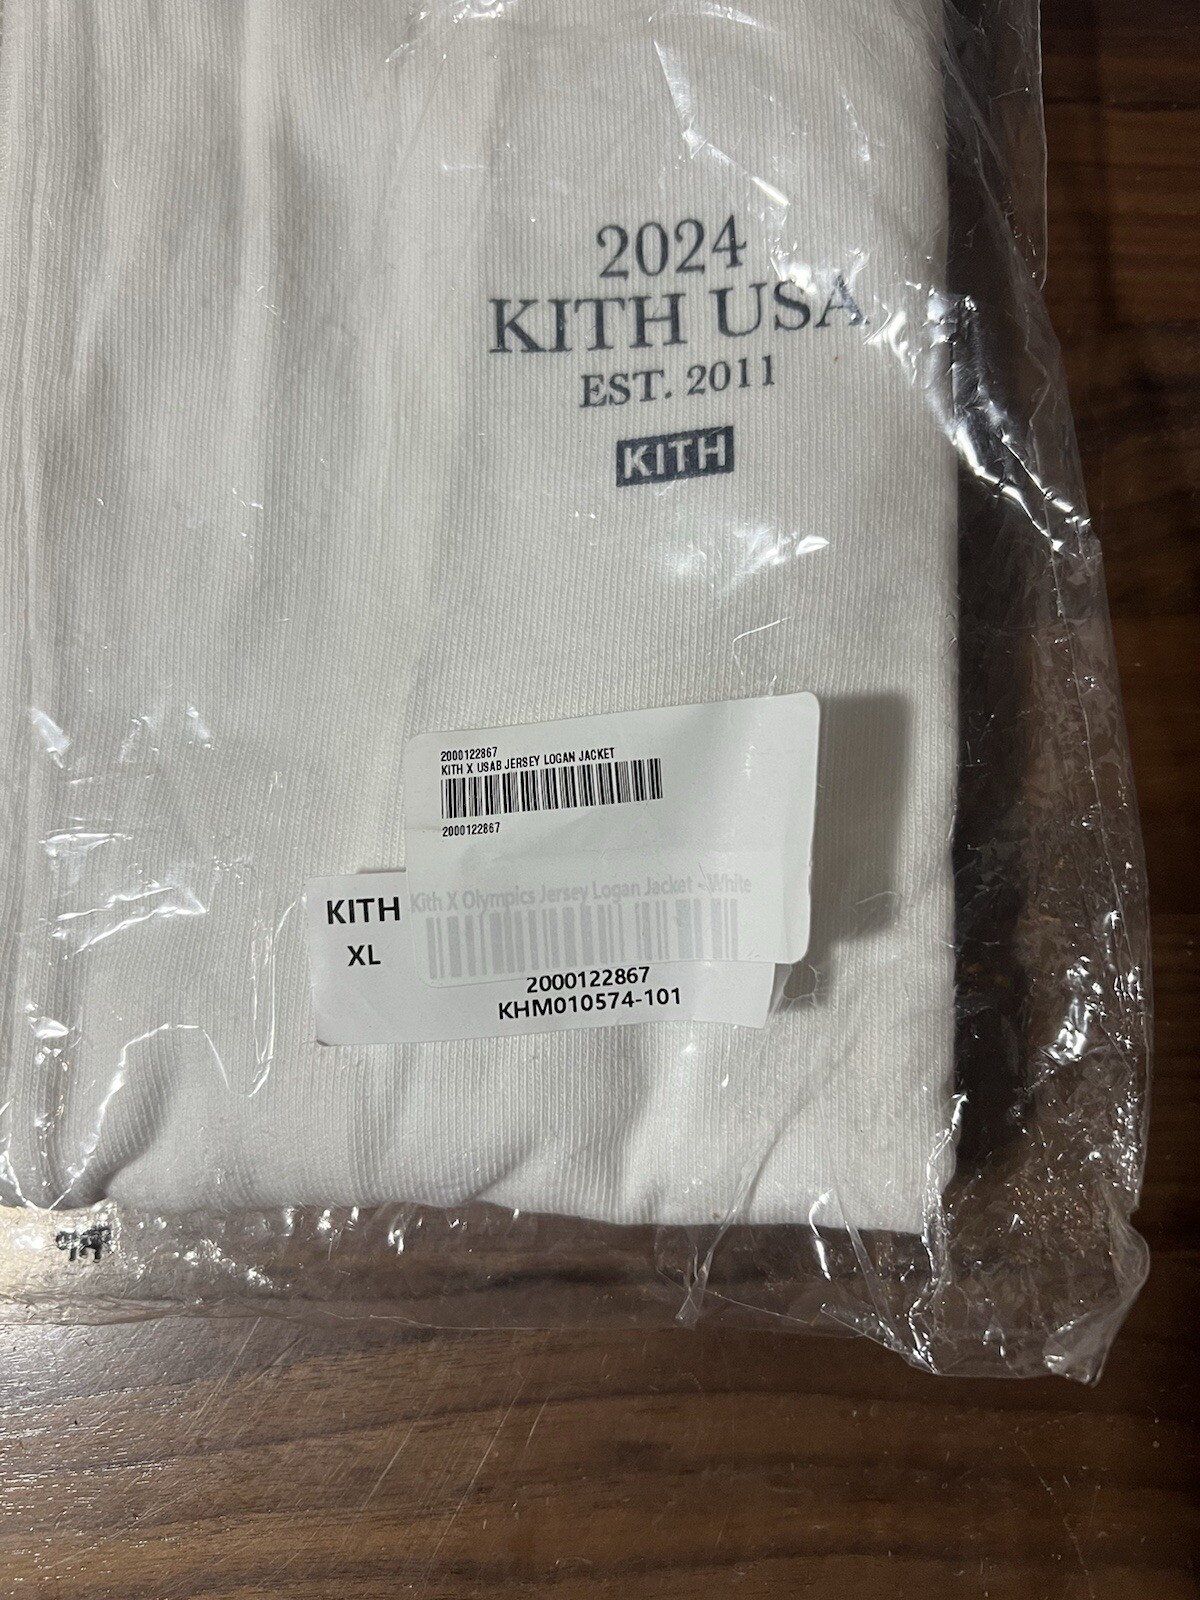 2024
KITH USA
EST. 2011
KITH
2000122867
KITH X USAB JERSEY LOGAN JACKET
2000122867
KITH
XL
Kith X Olympics Jersey Logan Jacket - White
2000122867
KHM010574-101